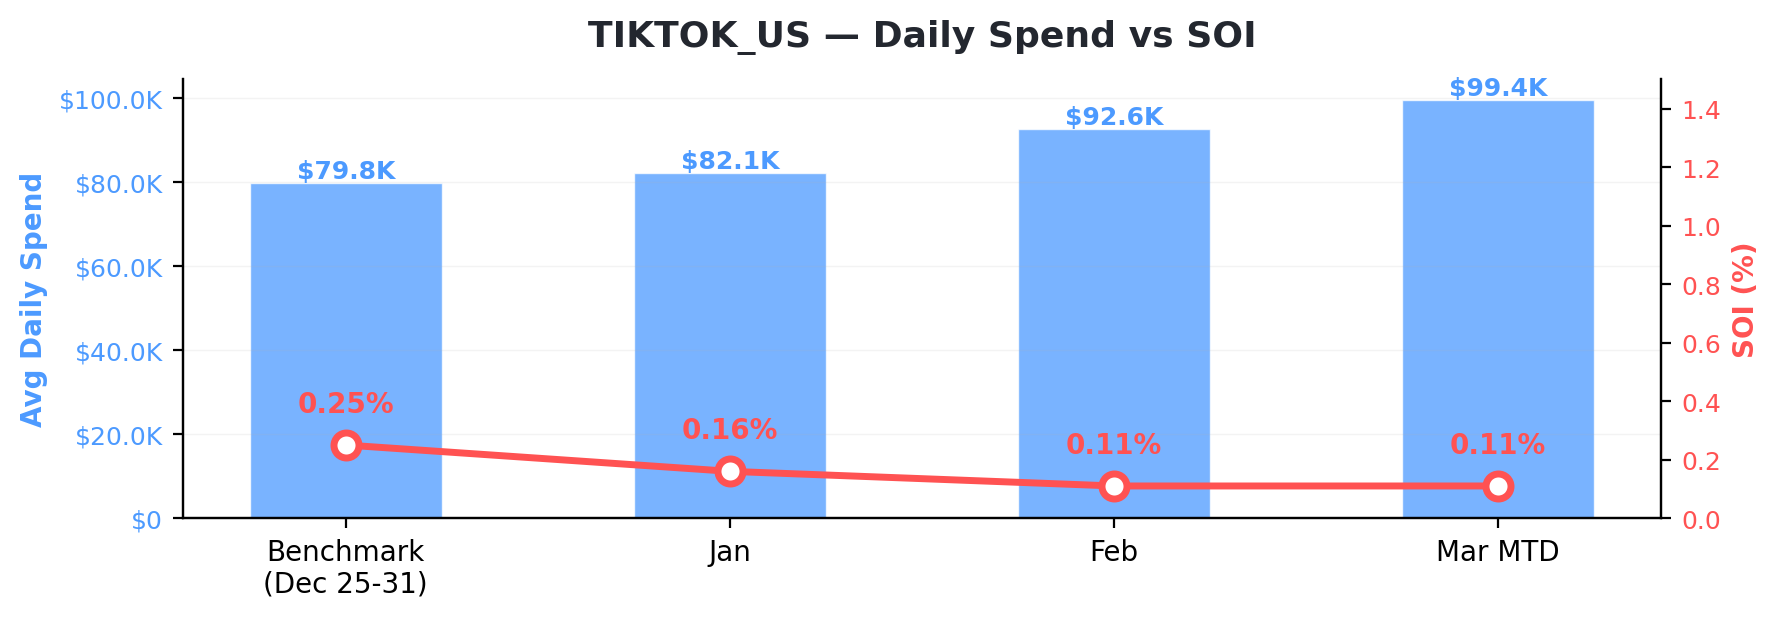 TIKTOK_US — Daily Spend vs SOI
Avg Daily Spend
$100.0K
$80.0K
$60.0K
$40.0K
$20.0K
$0
$79.8K
$82.1K
$92.6K
$99.4K
0.25%
0.16%
0.11%
0.11%
1.4
1.2
1.0
0.8
0.6
0.4
0.2
0.0
SOI (%)
Benchmark
(Dec 25-31)
Jan
Feb
Mar MTD